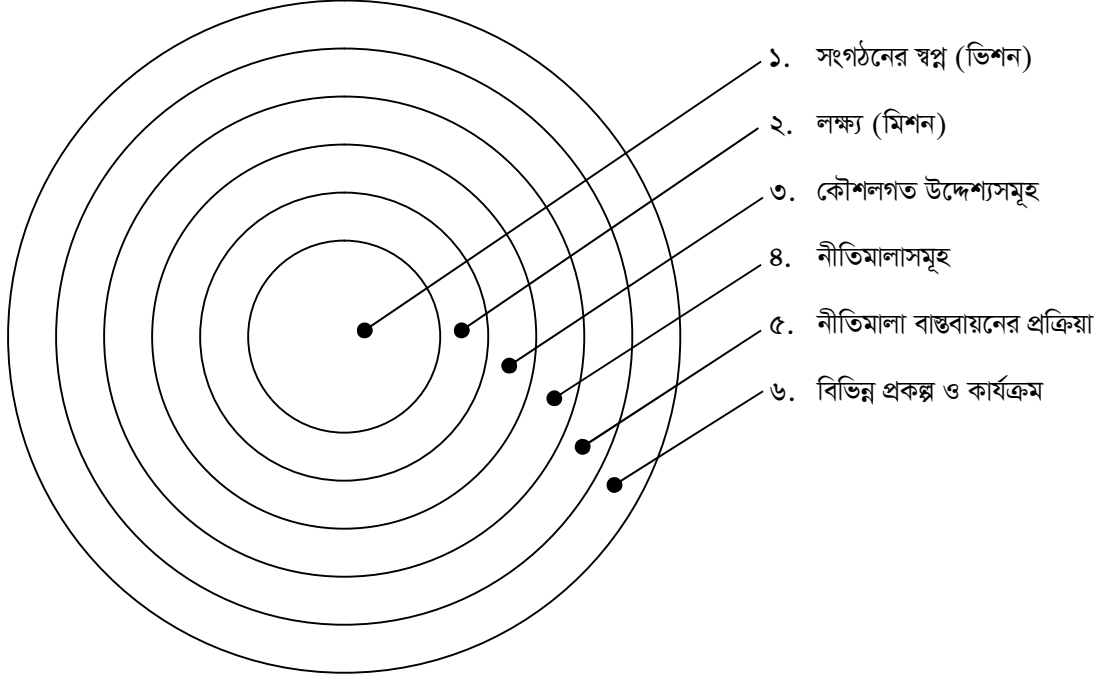 ১. সংগঠনের স্বপ্ন (ভিশন)
২. লক্ষ্য (মিশন)
৩. কৌশলগত উদ্দেশ্যসমূহ
৪. নীতিমালাসমূহ
৫. নীতিমালা বাস্তবায়নের প্রক্রিয়া
৬. বিভিন্ন প্রকল্প ও কার্যক্রম